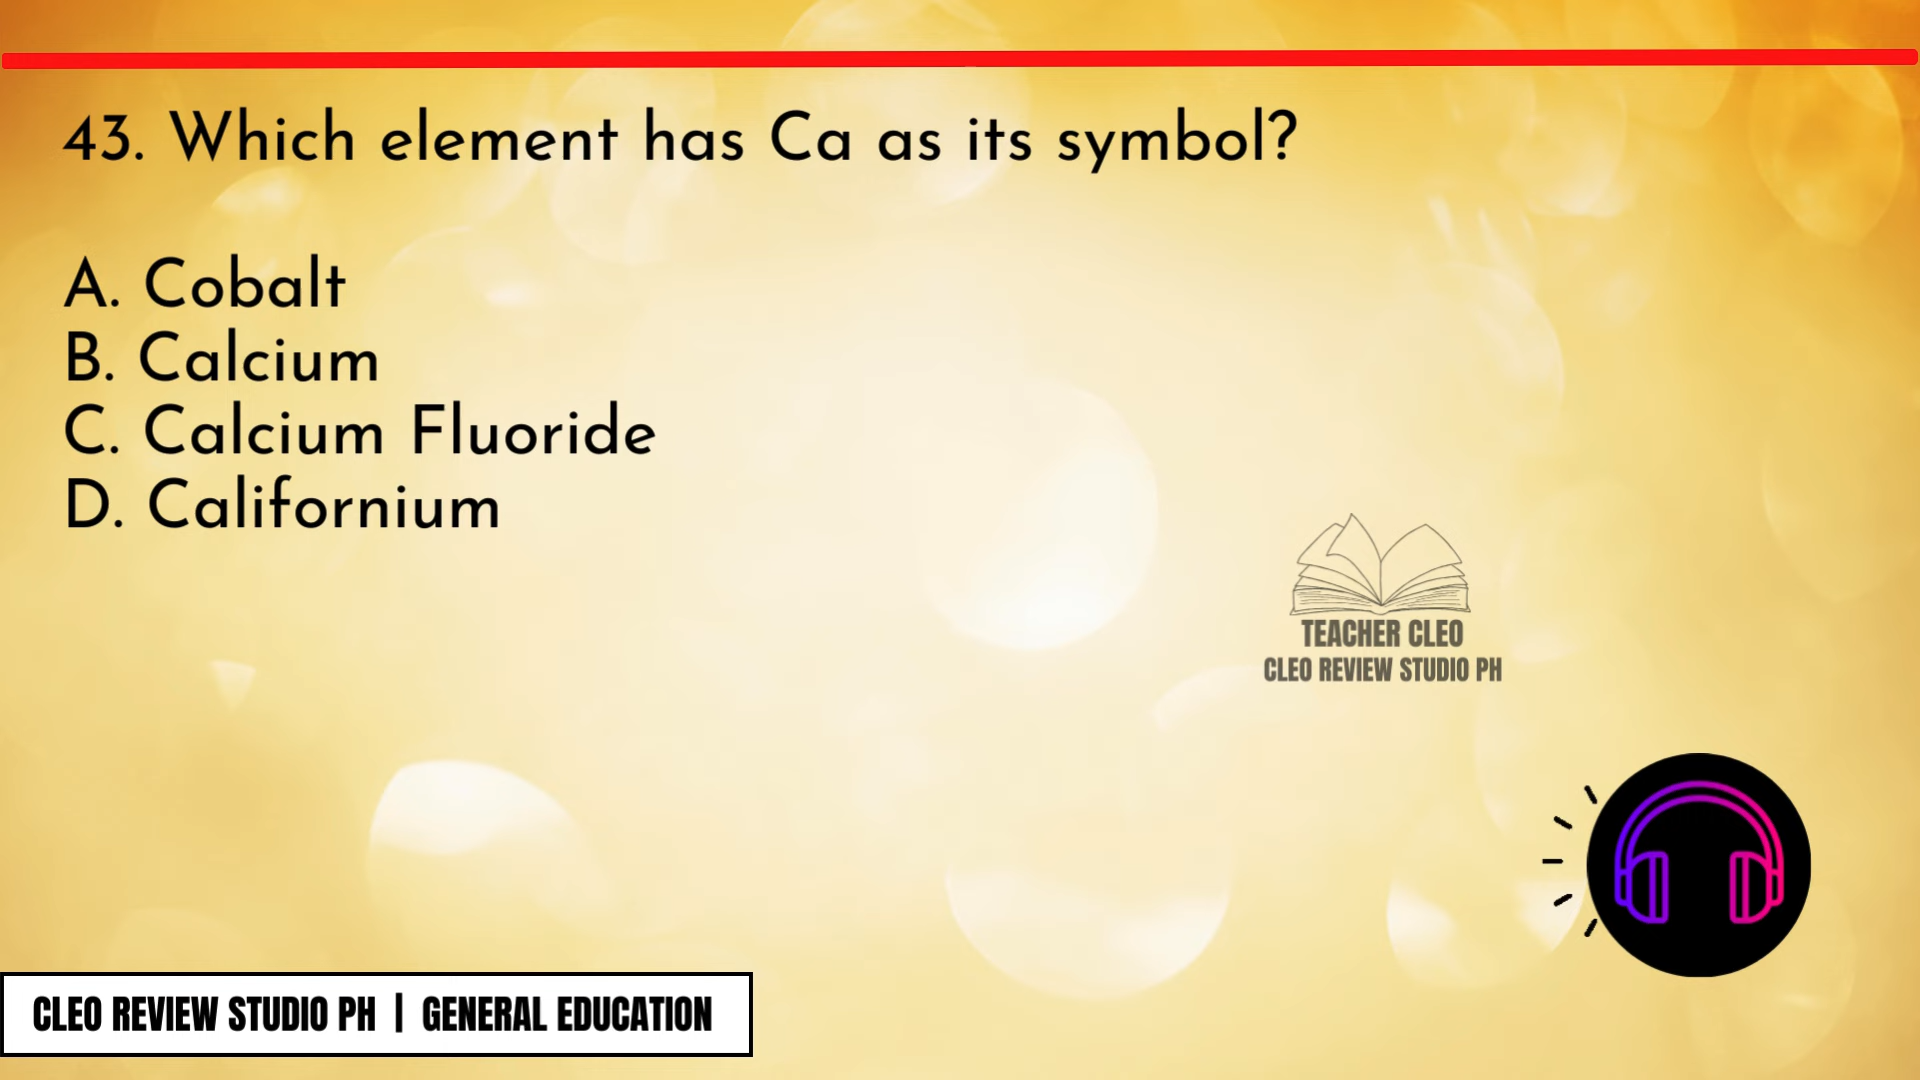 43. Which element has Ca as its symbol?
A. Cobalt
B. Calcium
C. Calcium Fluoride
D. Californium
TEACHER CLEO
CLEO REVIEW STUDIO PH
CLEO REVIEW STUDIO PH | GENERAL EDUCATION